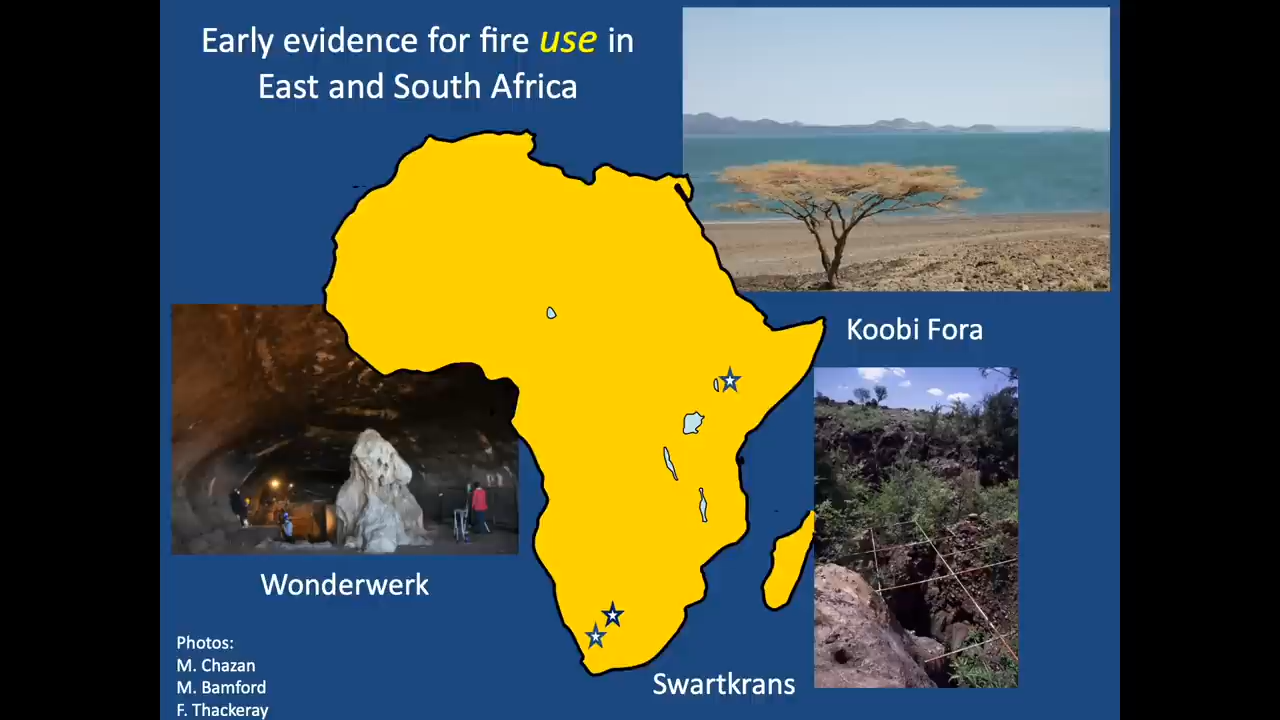 Early evidence for fire use in
East and South Africa
Koobi Fora
Wonderwerk
Swartkrans
Photos:
M. Chazan
M. Bamford
F. Thackeray